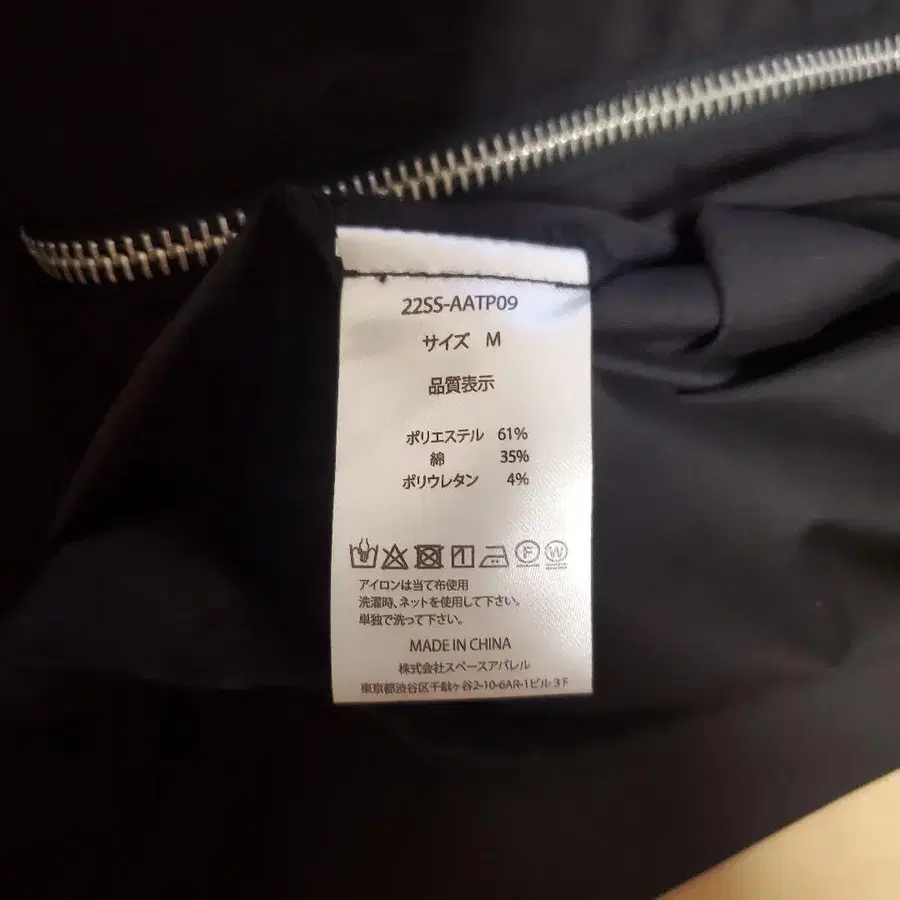 22SS-AATP09
サイズ M
品質表示
ポリエステル 61%
綿 35%
ポリウレタン 4%
F W
アイロンは当て布使用
洗濯時、ネットを使用して下さい。
単独で洗って下さい。
MADE IN CHINA
株式会社スペースアパレル
東京都渋谷区千駄ヶ谷2-10-6AR-1ビル 3F